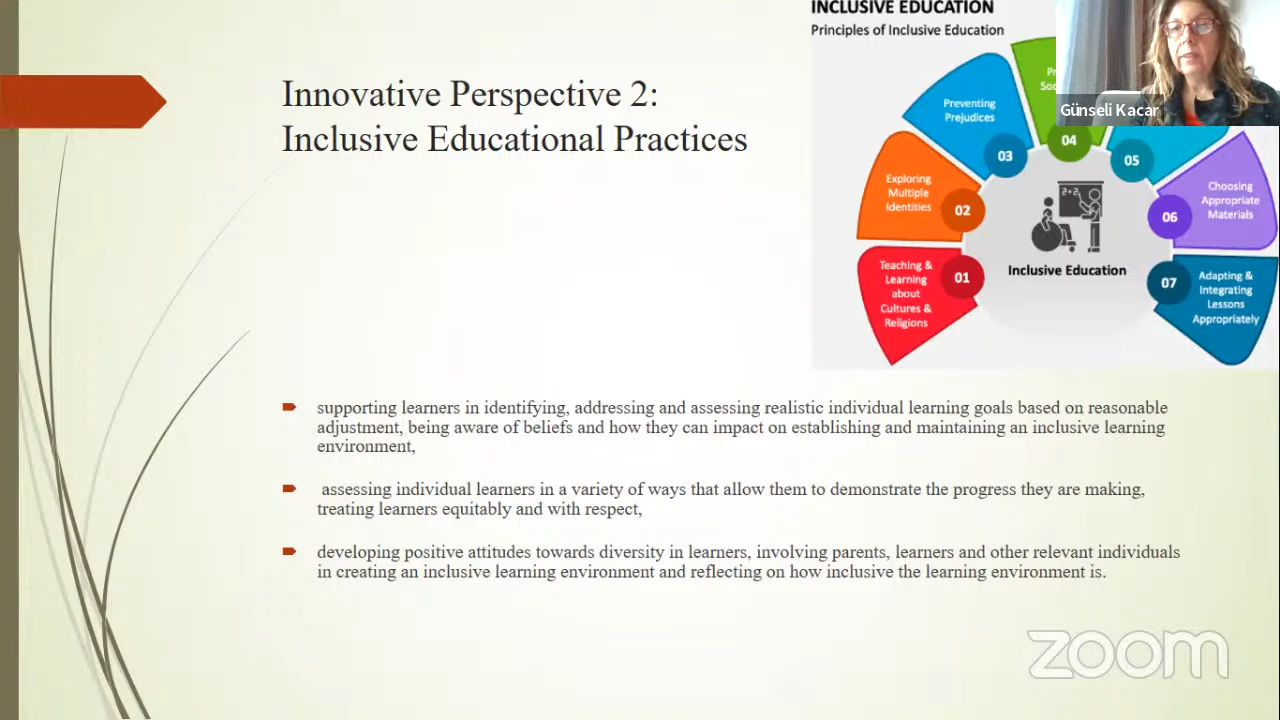 INCLUSIVE EDUCATION
Principles of Inclusive Education
Innovative Perspective 2:
Inclusive Educational Practices
Günseli Kacar
Preventing
Prejudices
03
04
05
Exploring
Multiple
Identities
02
Choosing
Appropriate
Materials
06
2+2
Teaching &
Learning
about
Cultures &
Religions
01
Inclusive Education
07
Adapting &
Integrating
Lessons
Appropriately
supporting learners in identifying, addressing and assessing realistic individual learning goals based on reasonable
adjustment, being aware of beliefs and how they can impact on establishing and maintaining an inclusive learning
environment,
assessing individual learners in a variety of ways that allow them to demonstrate the progress they are making,
treating learners equitably and with respect,
developing positive attitudes towards diversity in learners, involving parents, learners and other relevant individuals
in creating an inclusive learning environment and reflecting on how inclusive the learning environment is.
zoom